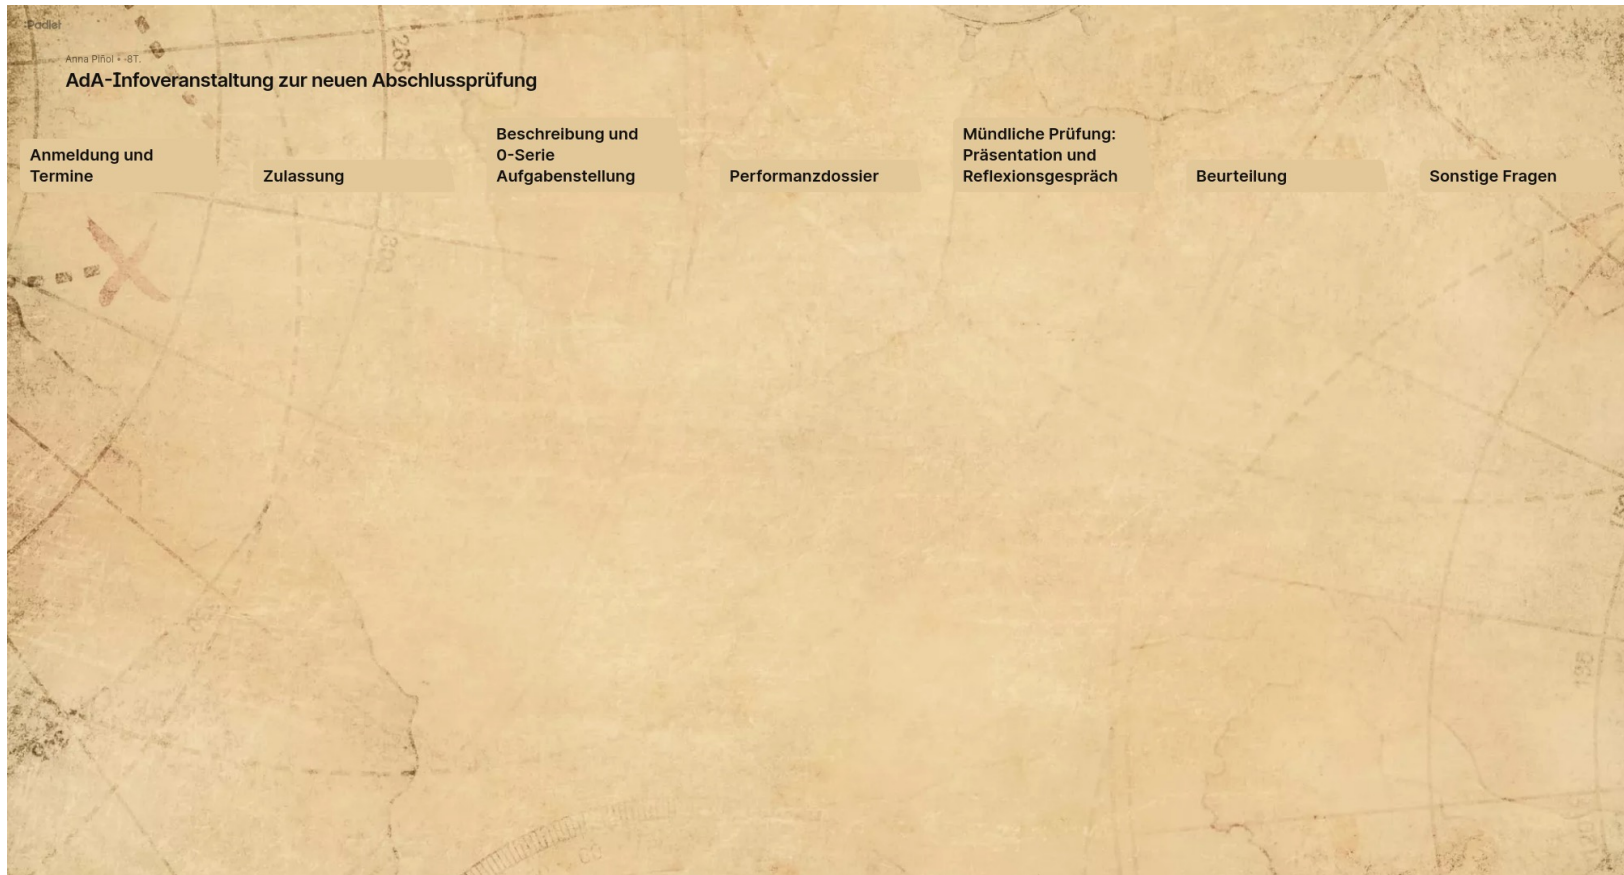 :Padlet
Anna Piñol • -8T.
AdA-Infoveranstaltung zur neuen Abschlussprüfung
Anmeldung und
Termine
Zulassung
Beschreibung und
0-Serie
Aufgabenstellung
Performanzdossier
Mündliche Prüfung:
Präsentation und
Reflexionsgespräch
Beurteilung
Sonstige Fragen
265